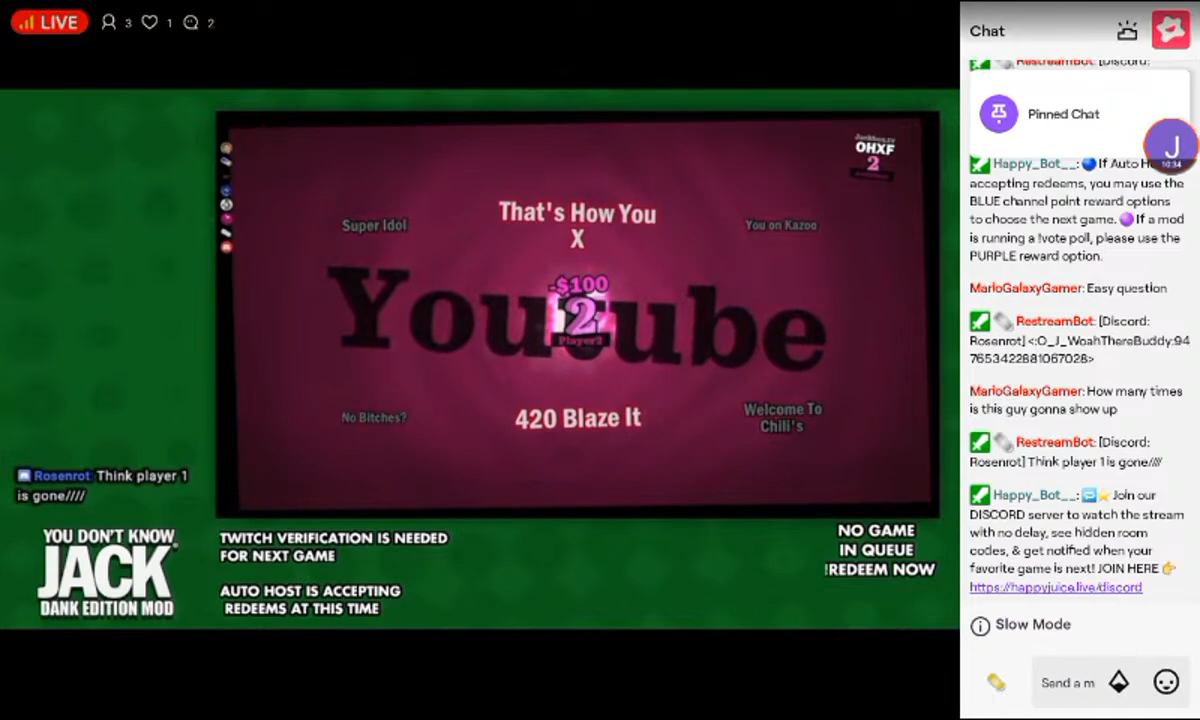 LIVE 3 1 2
Jackbox.tv
OHXF
2
That's How You
X
Super Idol
You on Kazoo
Youtube
-$100
2
Player2
No Bitches?
420 Blaze It
Welcome To
Chili's
Rosenrot Think player 1
is gone////
YOU DON'T KNOW
JACK
DANK EDITION MOD
TWITCH VERIFICATION IS NEEDED
FOR NEXT GAME
AUTO HOST IS ACCEPTING
REDEEMS AT THIS TIME
NO GAME
IN QUEUE
!REDEEM NOW
Chat
RestreamBot: [Discord:
Pinned Chat
J
10:34
Happy_Bot__: If Auto H
accepting redeems, you may use the
BLUE channel point reward options
to choose the next game. If a mod
is running a !vote poll, please use the
PURPLE reward option.
MarioGalaxyGamer: Easy question
RestreamBot: [Discord:
Rosenrot] <:O_J_WoahThereBuddy:94
7653422881067028>
MarioGalaxyGamer: How many times
is this guy gonna show up
RestreamBot: [Discord:
Rosenrot] Think player 1 is gone////
Happy_Bot__: Join our
DISCORD server to watch the stream
with no delay, see hidden room
codes, & get notified when your
favorite game is next! JOIN HERE
https://happyjuice.live/discord
Slow Mode
Send a m